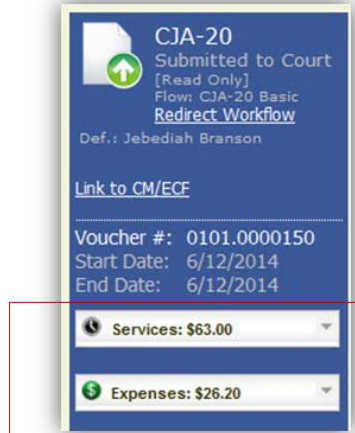 CJA-20
Submitted to Court
[Read Only]
Flow: CJA-20 Basic
Redirect Workflow
Def.: Jebediah Branson
Link to CM/ECF
Voucher #: 0101.0000150
Start Date: 6/12/2014
End Date: 6/12/2014
Services: $63.00
Expenses: $26.20